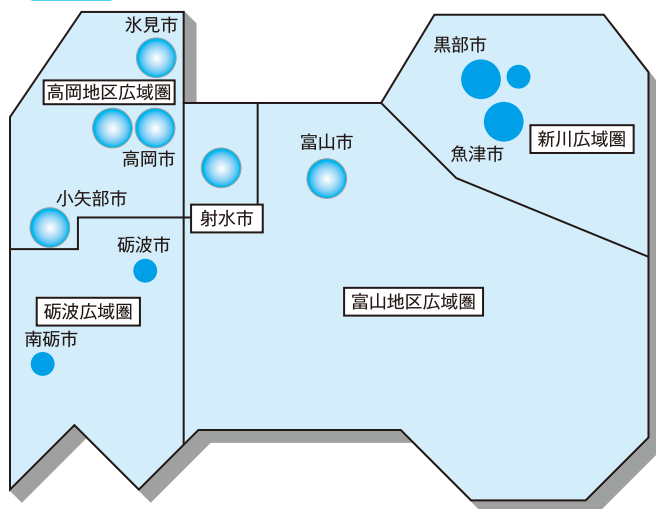 氷見市
高岡地区広域圏
高岡市
小矢部市
砺波市
砺波広域圏
南砺市
射水市
富山市
富山地区広域圏
黒部市
魚津市
新川広域圏